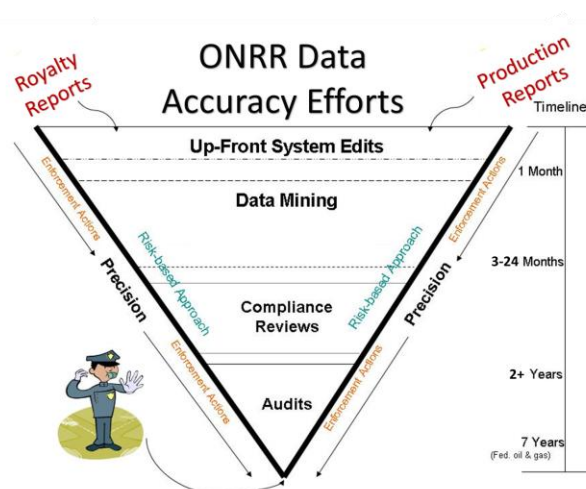 ONRR Data
Accuracy Efforts
Royalty
Reports
Production
Reports
Timeline
Up-Front System Edits
1 Month
Enforcement Actions
Enforcement Actions
Data Mining
Risk-based Approach
Risk-based Approach
3-24 Months
Precision
Precision
Compliance
Reviews
Enforcement Actions
Enforcement Actions
2+ Years
Audits
7 Years
(Fed. oil & gas)